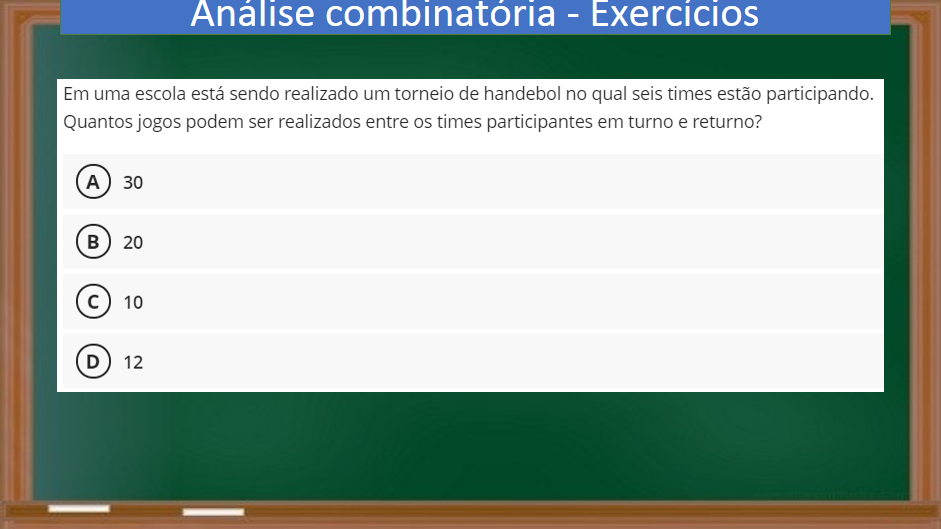 Análise combinatória - Exercícios
Em uma escola está sendo realizado um torneio de handebol no qual seis times estão participando.
Quantos jogos podem ser realizados entre os times participantes em turno e returno?
A 30
B 20
C 10
D 12